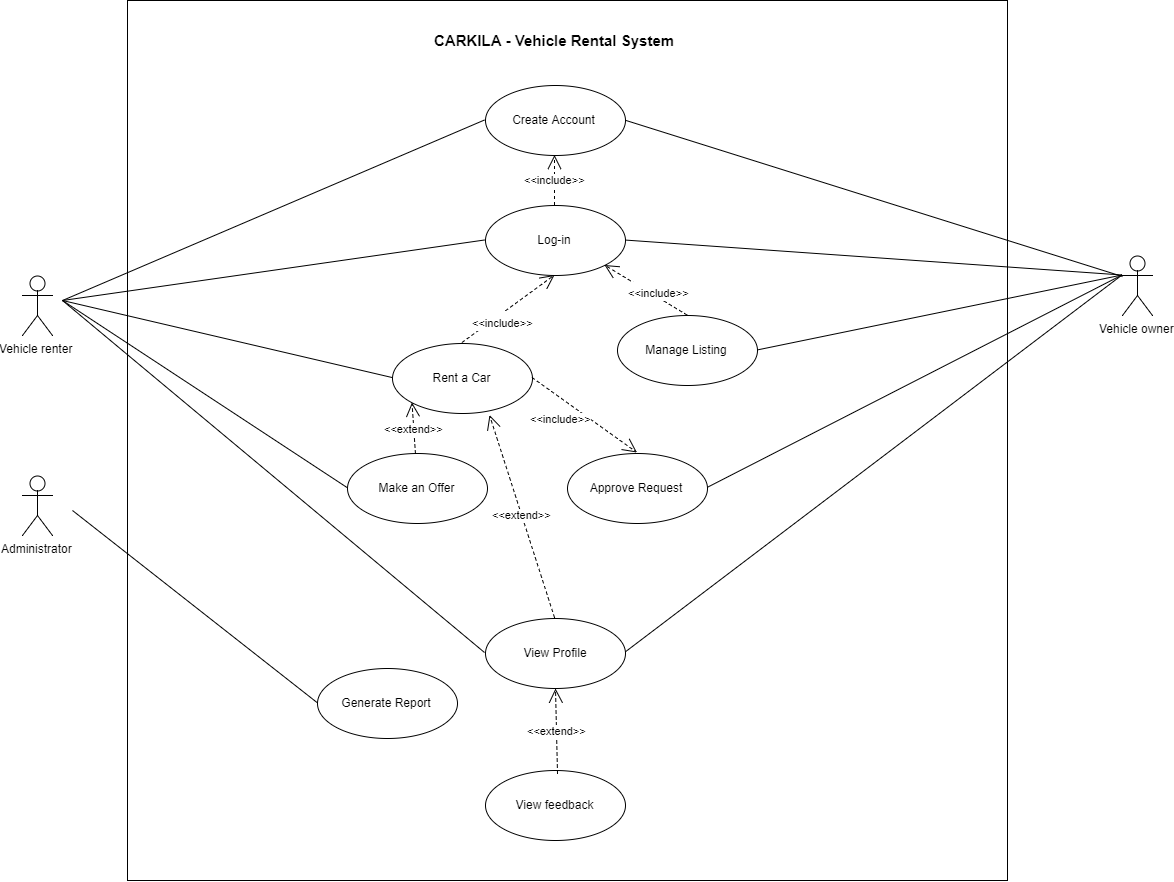 CARKILA - Vehicle Rental System
Create Account
<<include>>
Log-in
<<include>>
<<include>>
Vehicle renter
Vehicle owner
Manage Listing
Rent a Car
<<include>>
<<extend>>
Make an Offer
Approve Request
<<extend>>
Administrator
View Profile
Generate Report
<<extend>>
View feedback